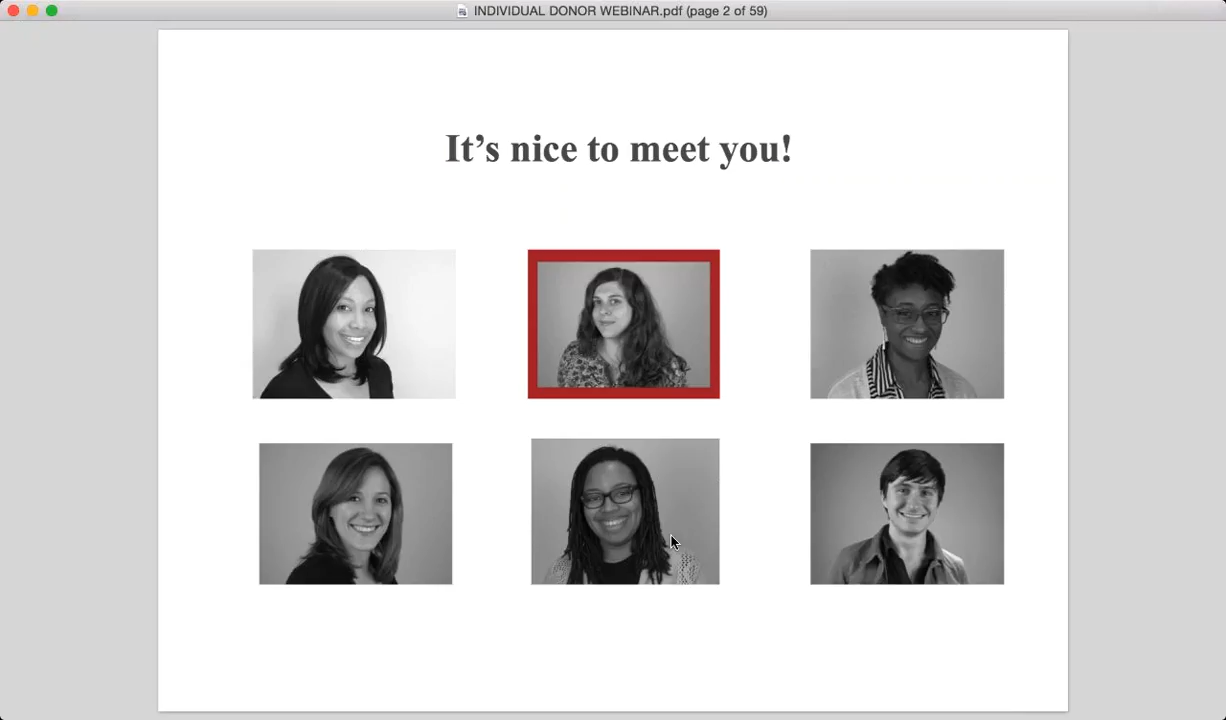 INDIVIDUAL DONOR WEBINAR.pdf (page 2 of 59)
It’s nice to meet you!